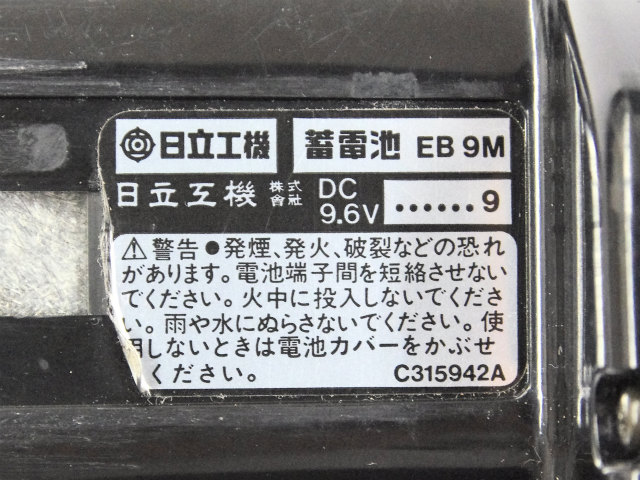 日立工機 蓄電池 EB 9M
日立工機 株式會社 DC 9.6V ……9
⚠警告●発煙、発火、破裂などの恐れ
があります。電池端子間を短絡させない
でください。火中に投入しないでくださ
い。雨や水にぬらさないでください。使
用しないときは電池カバーをかぶせ
てください。 C315942A